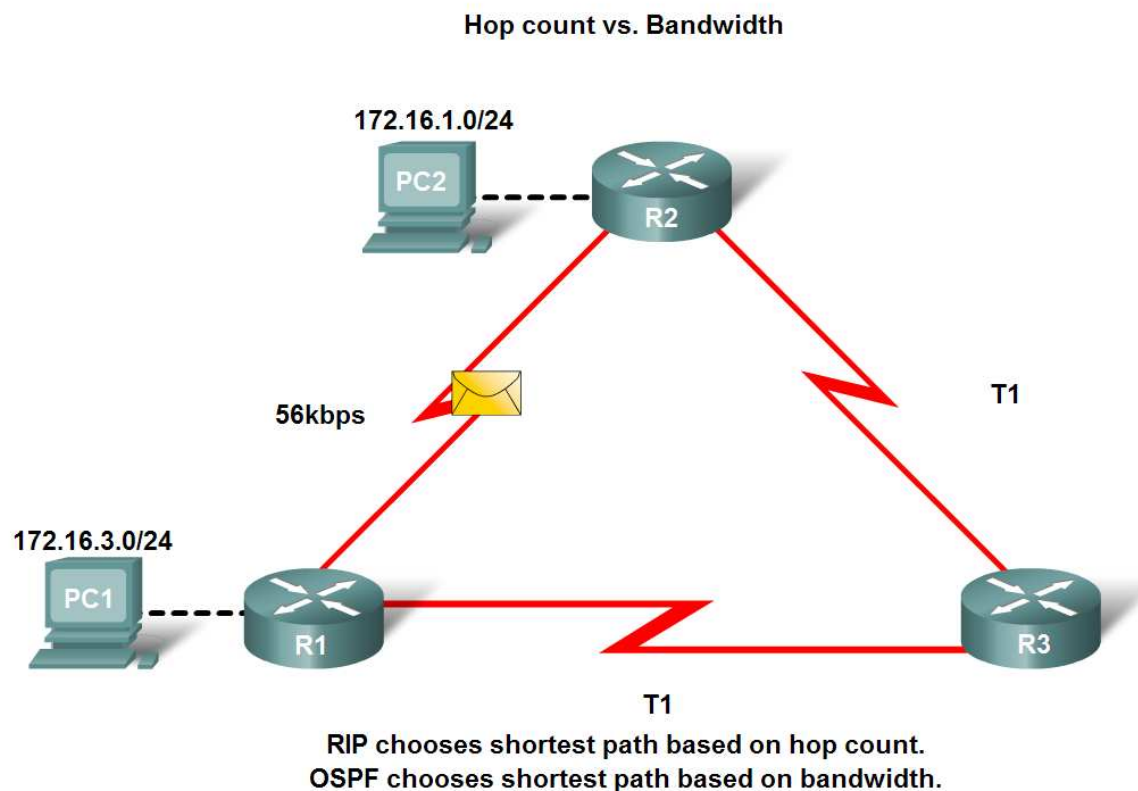 Hop count vs. Bandwidth
172.16.1.0/24
PC2
R2
T1
56kbps
172.16.3.0/24
PC1
R1
R3
T1
RIP chooses shortest path based on hop count.
OSPF chooses shortest path based on bandwidth.